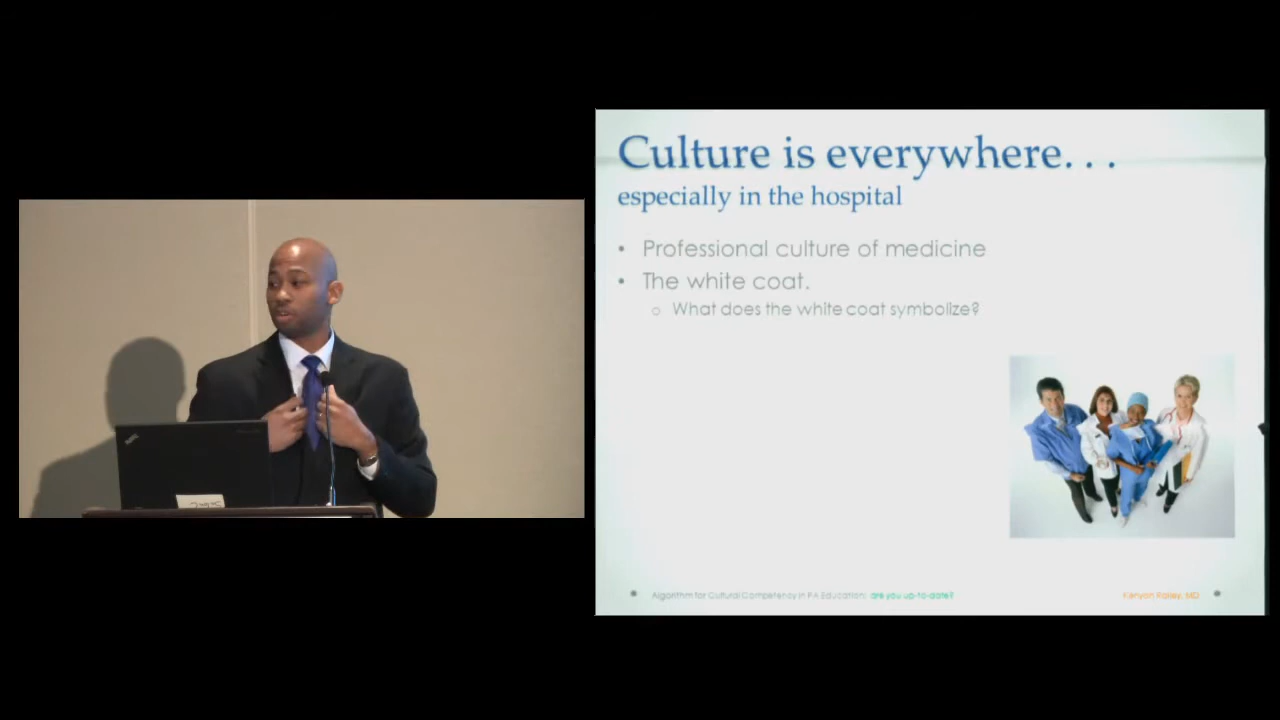 Culture is everywhere. . .
especially in the hospital
• Professional culture of medicine
• The white coat.
o What does the white coat symbolize?
Algorithm for Cultural Competency in PA Education: are you up-to-date?
Kenyon Railey, MD